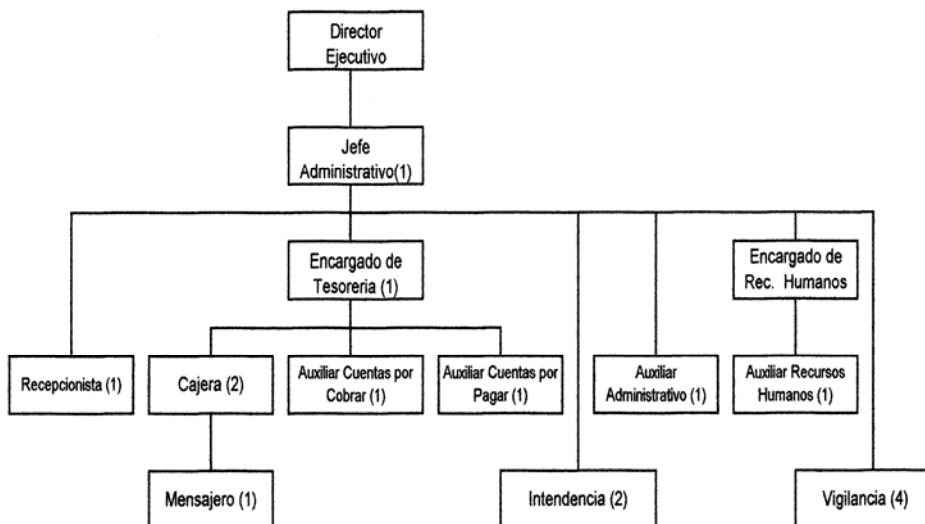 Director
Ejecutivo
Jefe
Administrativo(1)
Encargado de
Tesoreria (1)
Encargado de
Rec. Humanos
Recepcionista (1)
Cajera (2)
Auxiliar Cuentas por
Cobrar (1)
Auxiliar Cuentas por
Pagar (1)
Auxiliar
Administrativo (1)
Auxiliar Recursos
Humanos (1)
Mensajero (1)
Intendencia (2)
Vigilancia (4)